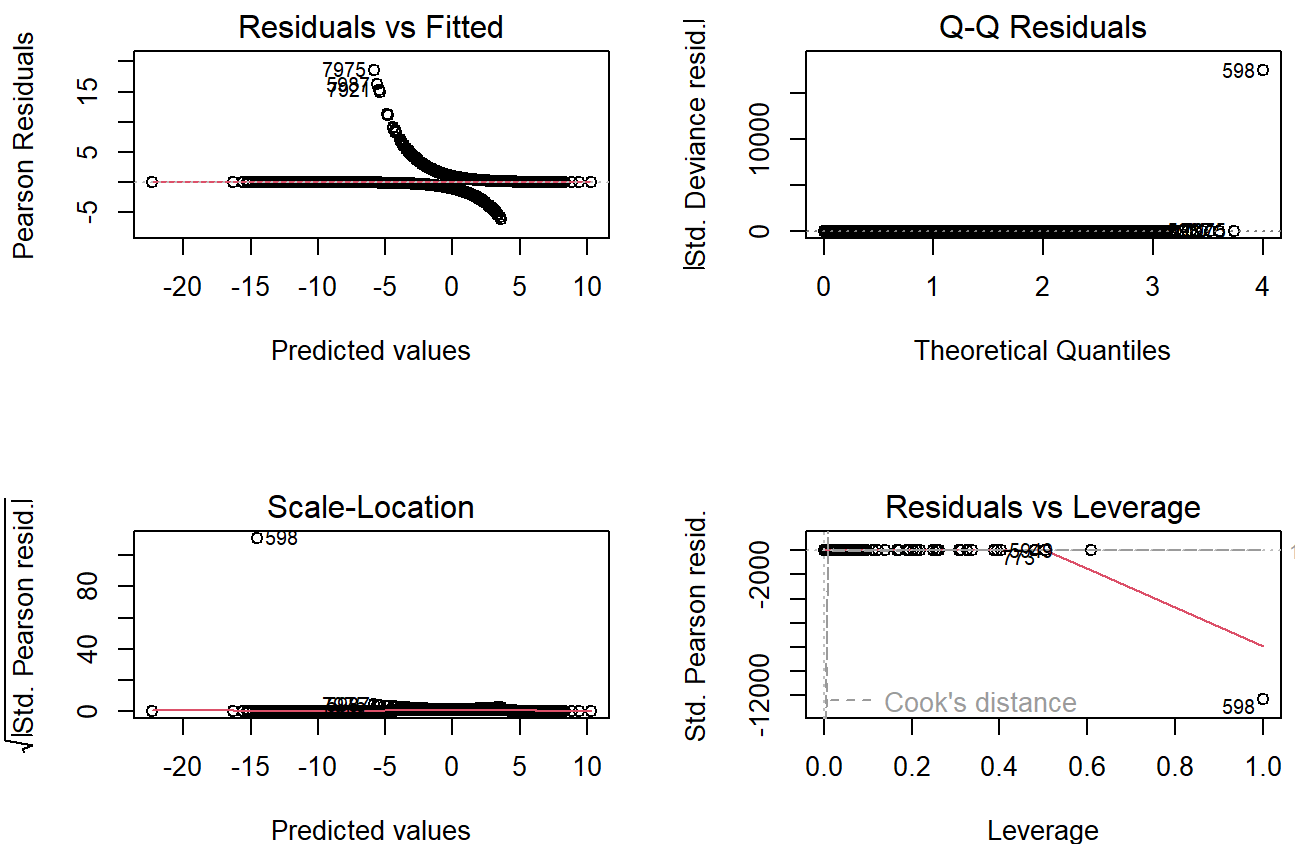 Residuals vs Fitted
Pearson Residuals
15
5
-5
7975
5987
7921
-20 -15 -10 -5 0 5 10
Predicted values
Q-Q Residuals
|Std. Deviance resid.|
10000
0
598
0 1 2 3 4
Theoretical Quantiles
Scale-Location
√|Std. Pearson resid.|
80
40
0
598
-20 -15 -10 -5 0 5 10
Predicted values
Residuals vs Leverage
Std. Pearson resid.
-2000
-12000
5949
773
Cook's distance
598
0.0 0.2 0.4 0.6 0.8 1.0
Leverage